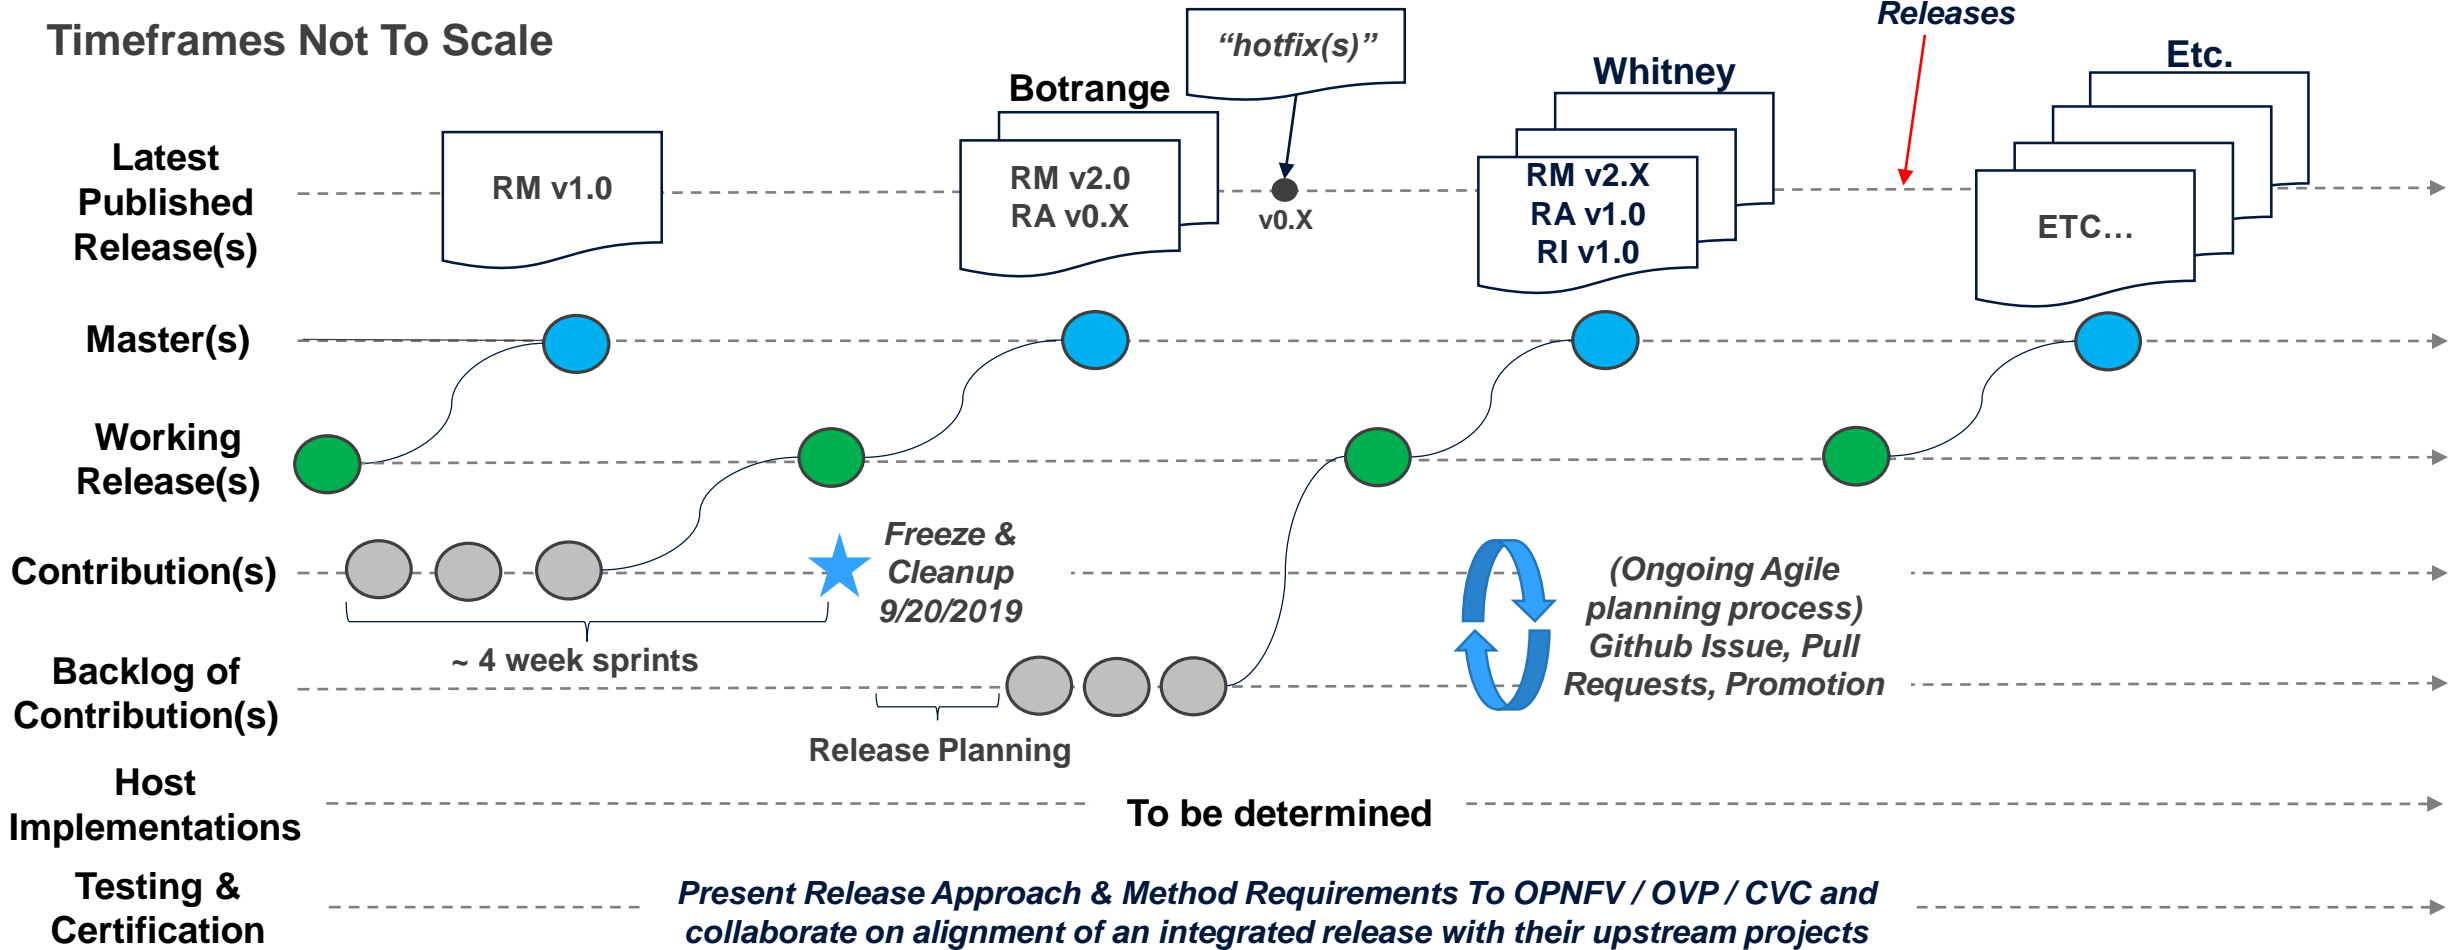 Releases
Timeframes Not To Scale
“hotfix(s)”
Etc.
Whitney
Botrange
Latest
Published
Release(s)
RM v1.0
RM v2.0
RA v0.X
v0.X
RM v2.X
RA v1.0
RI v1.0
ETC…
Master(s)
Working
Release(s)
Contribution(s)
Freeze &
Cleanup
9/20/2019
(Ongoing Agile
planning process)
Github Issue, Pull
Requests, Promotion
~ 4 week sprints
Backlog of
Contribution(s)
Release Planning
Host
Implementations
To be determined
Testing &
Certification
Present Release Approach & Method Requirements To OPNFV / OVP / CVC and
collaborate on alignment of an integrated release with their upstream projects